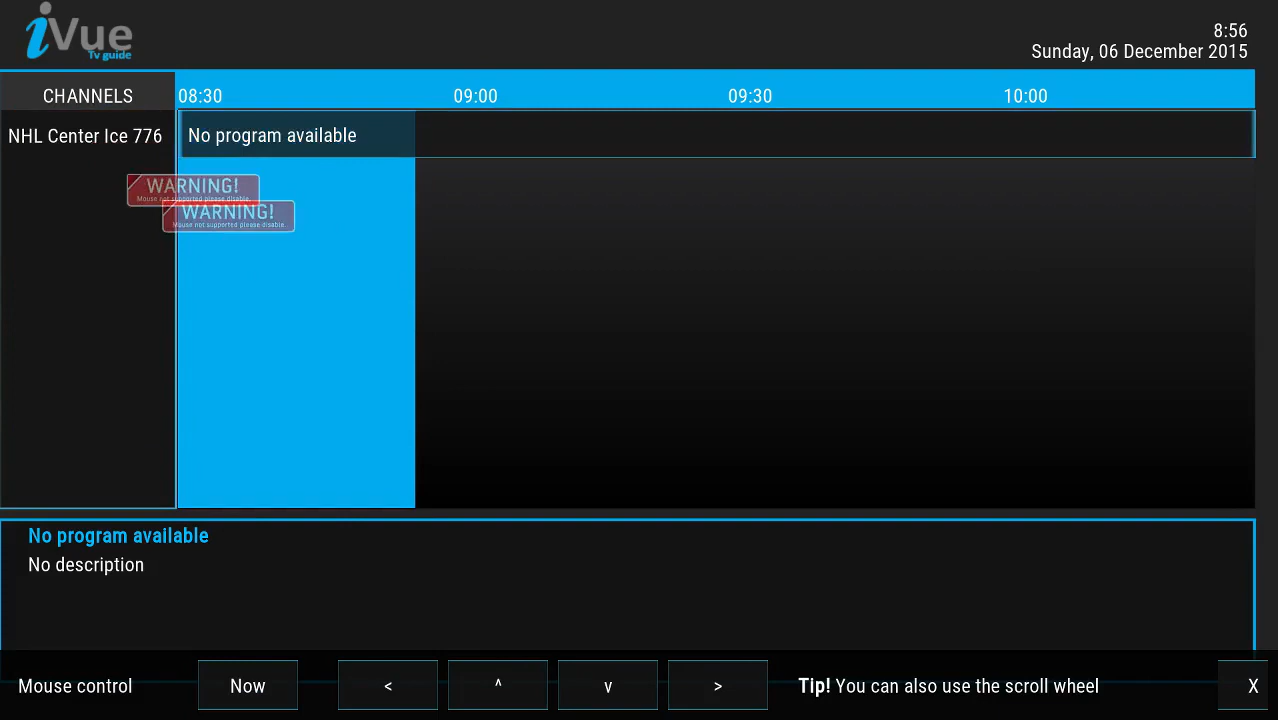 iVue
Tv guide
8:56
Sunday, 06 December 2015
CHANNELS
08:30
09:00
09:30
10:00
NHL Center Ice 776
No program available
WARNING!
Mouse not supported please disable.
WARNING!
Mouse not supported please disable.
No program available
No description
Mouse control
Now
<
^
v
>
Tip! You can also use the scroll wheel
X